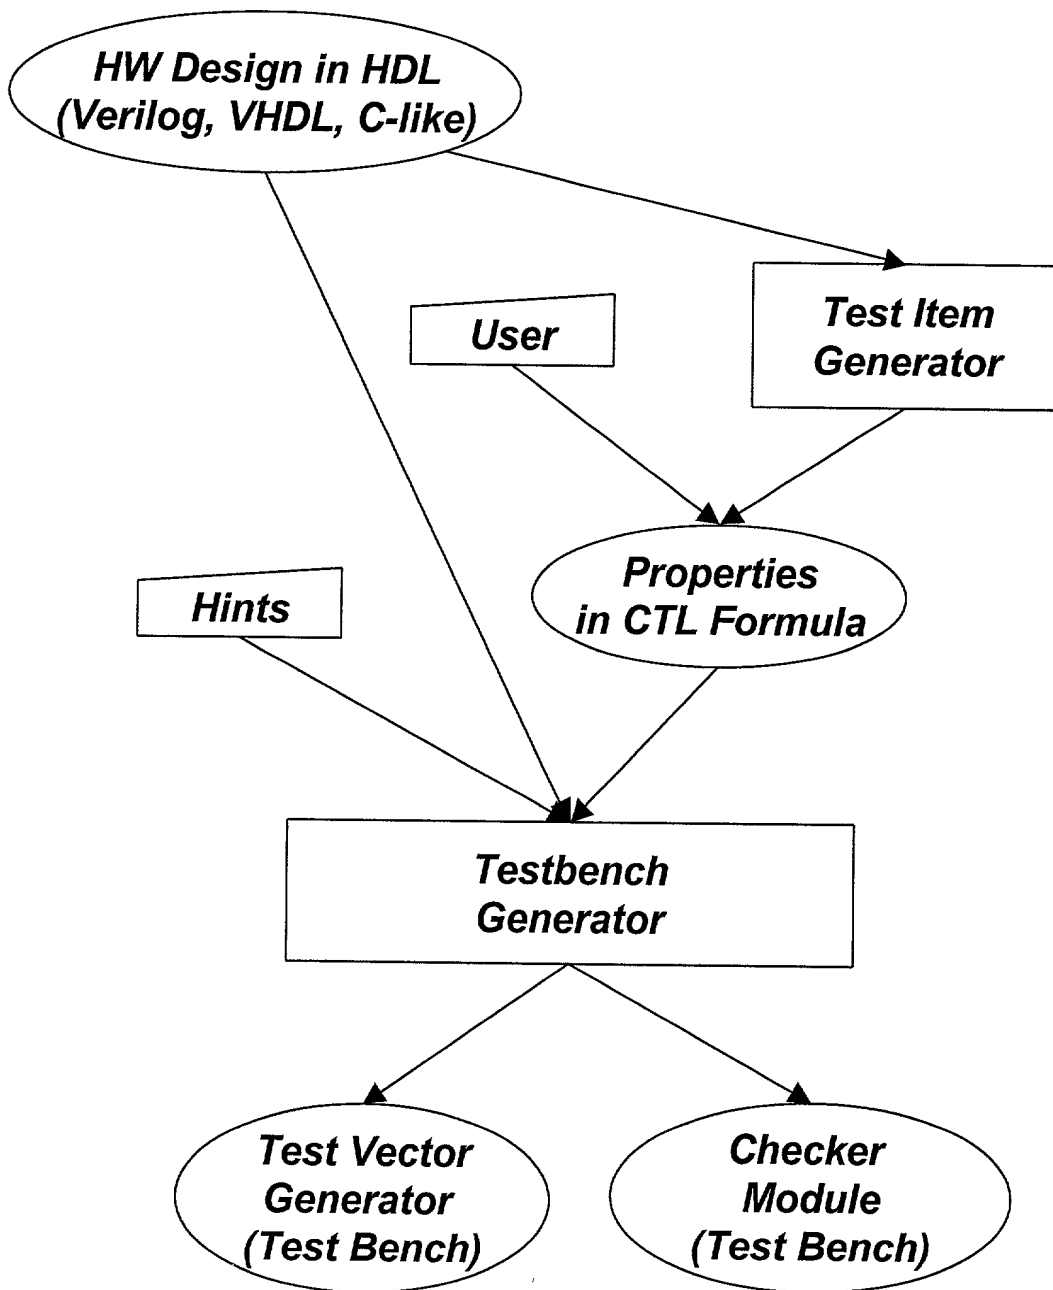 HW Design in HDL
(Verilog, VHDL, C-like)
User
Test Item
Generator
Properties
in CTL Formula
Hints
Testbench
Generator
Test Vector
Generator
(Test Bench)
Checker
Module
(Test Bench)